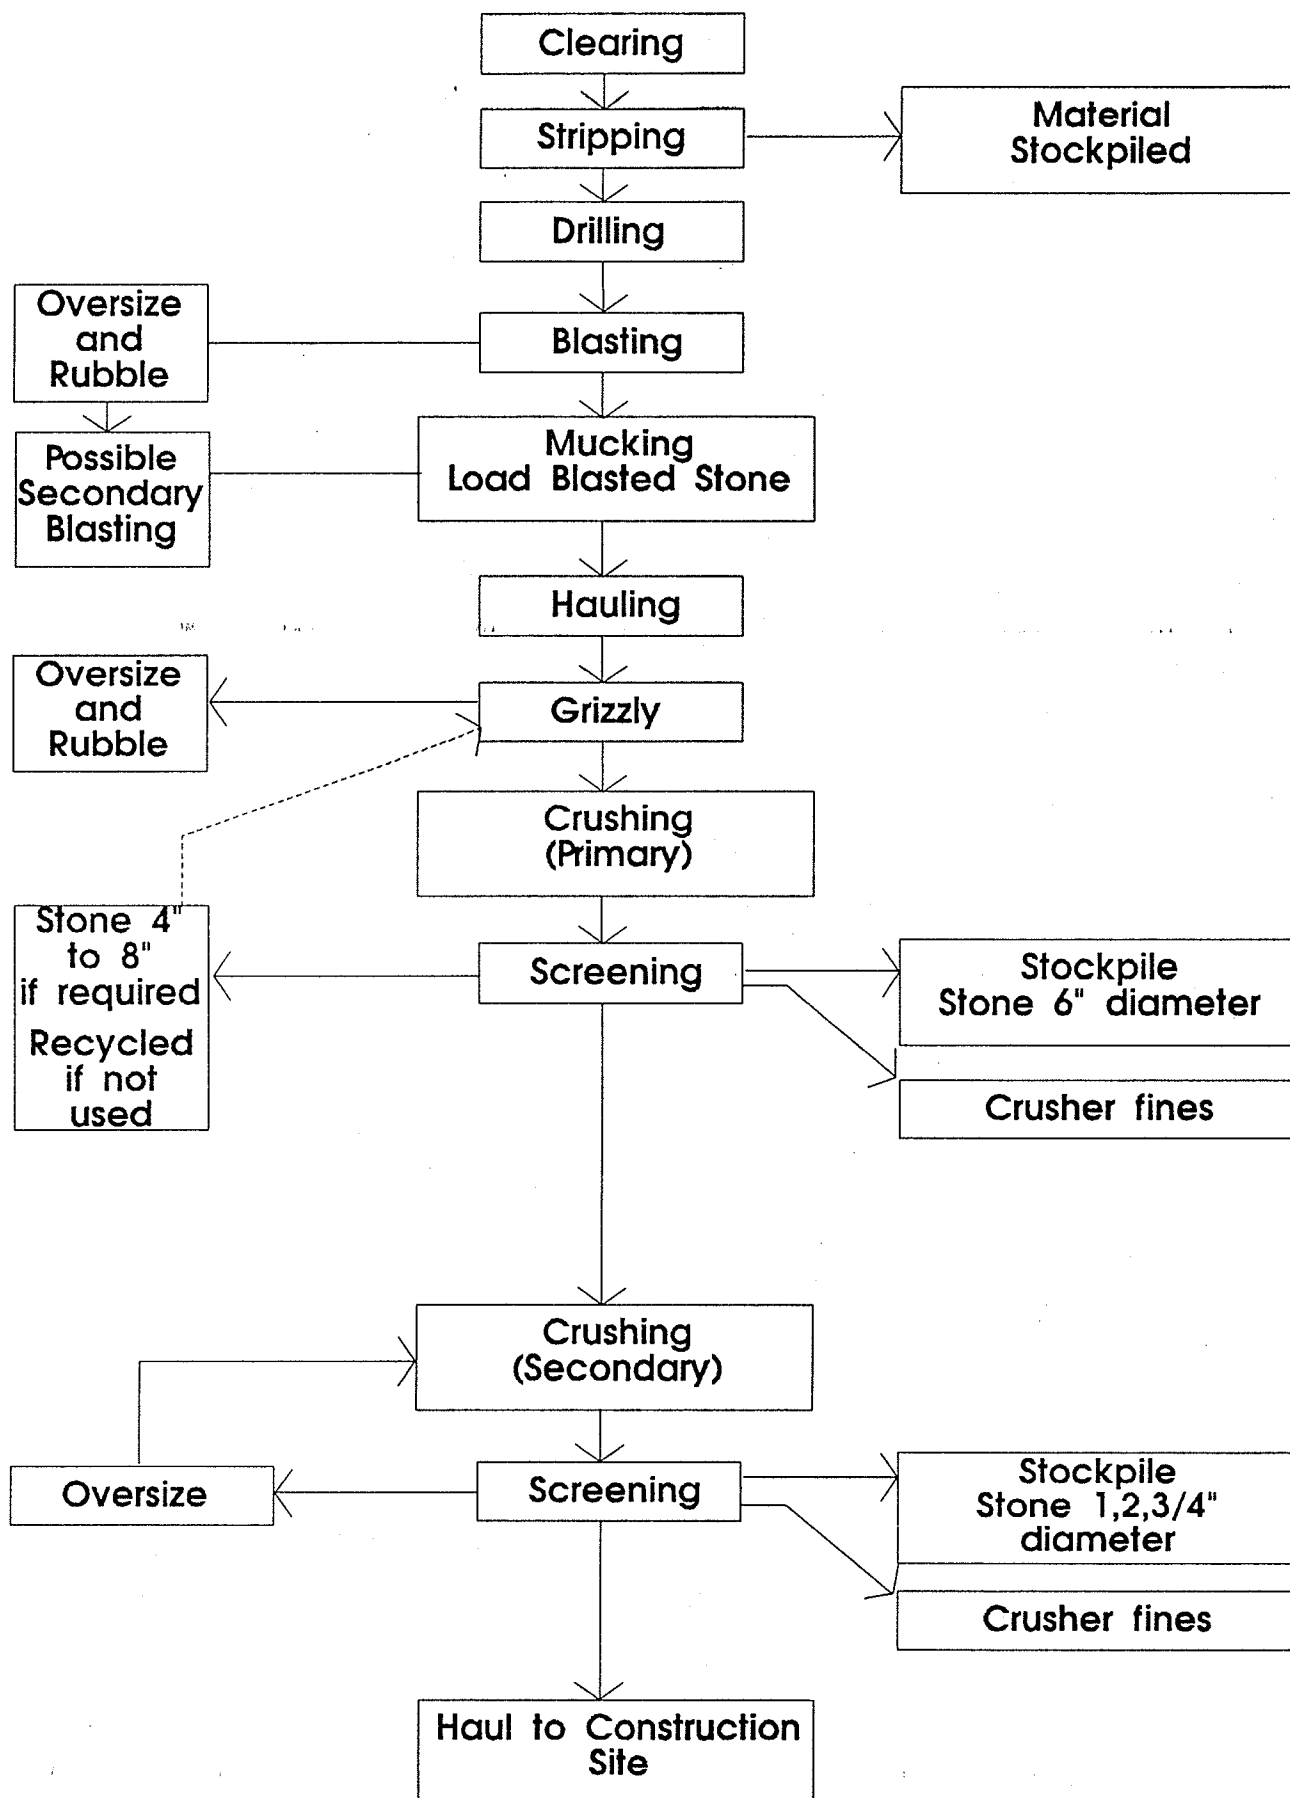 Clearing
Stripping
Material
Stockpiled
Drilling
Oversize
and
Rubble
Blasting
Possible
Secondary
Blasting
Mucking
Load Blasted Stone
Hauling
Oversize
and
Rubble
Grizzly
Crushing
(Primary)
Stone 4"
to 8"
if required
Recycled
if not
used
Screening
Stockpile
Stone 6" diameter
Crusher fines
Crushing
(Secondary)
Oversize
Screening
Stockpile
Stone 1,2,3/4"
diameter
Crusher fines
Haul to Construction
Site